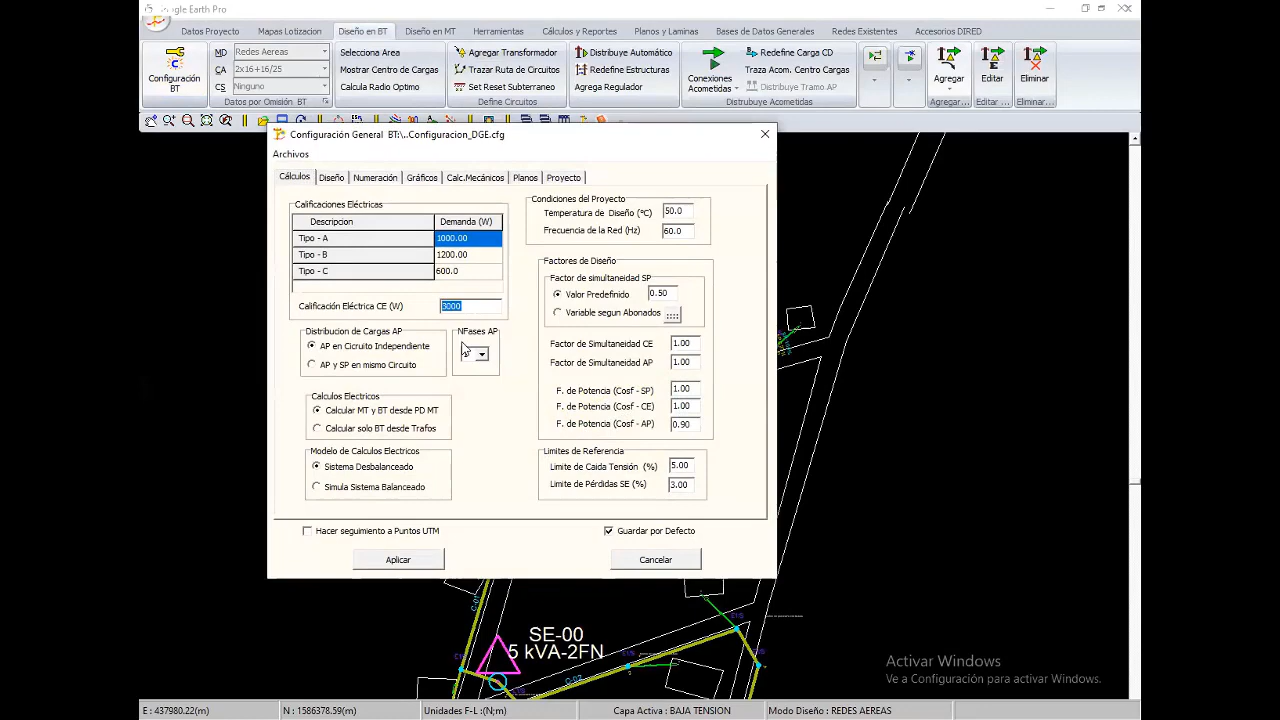 gle Earth Pro
Datos Proyecto Mapas Lotizacion Diseño en BT Diseño en MT Herramientas Cálculos y Reportes Planos y Laminas Bases de Datos Generales Redes Existentes Accesorios DIRED
Configuración BT
MD Redes Aereas
CA 2x16+16/25
CS Ninguno
Datos por Omisión BT
Selecciona Area
Mostrar Centro de Cargas
Calcula Radio Optimo
Agregar Transformador
Trazar Ruta de Circuitos
Set Reset Subterraneo
Define Circuitos
Distribuye Automático
Redefine Estructuras
Agrega Regulador
Conexiones Acometidas
Redefine Carga CD
Traza Acom. Centro Cargas
Distribuye Tramo AP
Distrubuye Acometidas
Agregar
Agregar...
Editar
Editar ...
Eliminar
Eliminar...
Configuración General BT:\..Configuracion_DGE.cfg
Archivos
Cálculos Diseño Numeración Gráficos Calc.Mecánicos Planos Proyecto
Calificaciones Eléctricas
Descripcion Demanda (W)
Tipo - A 1000.00
Tipo - B 1200.00
Tipo - C 600.0
Calificación Eléctrica CE (W) 3000
Distribucion de Cargas AP
AP en Cicruito Independiente
AP y SP en mismo Circuito
NFases AP
Calculos Electricos
Calcular MT y BT desde PD MT
Calcular solo BT desde Trafos
Modelo de Calculos Electricos
Sistema Desbalanceado
Simula Sistema Balanceado
Condiciones del Proyecto
Temperatura de Diseño (°C) 50.0
Frecuencia de la Red (Hz) 60.0
Factores de Diseño
Factor de simultaneidad SP
Valor Predefinido 0.50
Variable segun Abonados
Factor de Simultaneidad CE 1.00
Factor de Simultaneidad AP 1.00
F. de Potencia (Cosf - SP) 1.00
F. de Potencia (Cosf - CE) 1.00
F. de Potencia (Cosf - AP) 0.90
Limites de Referencia
Limite de Caida Tensión (%) 5.00
Limite de Pérdidas SE (%) 3.00
Hacer seguimiento a Puntos UTM
Guardar por Defecto
Aplicar
Cancelar
SE-00
5 kVA-2FN
C-02
Activar Windows
Ve a Configuración para activar Windows.
E : 437980.22(m) N : 1586378.59(m) Unidades F-L :(N;m) Capa Activa : BAJA TENSION Modo Diseño : REDES AEREAS